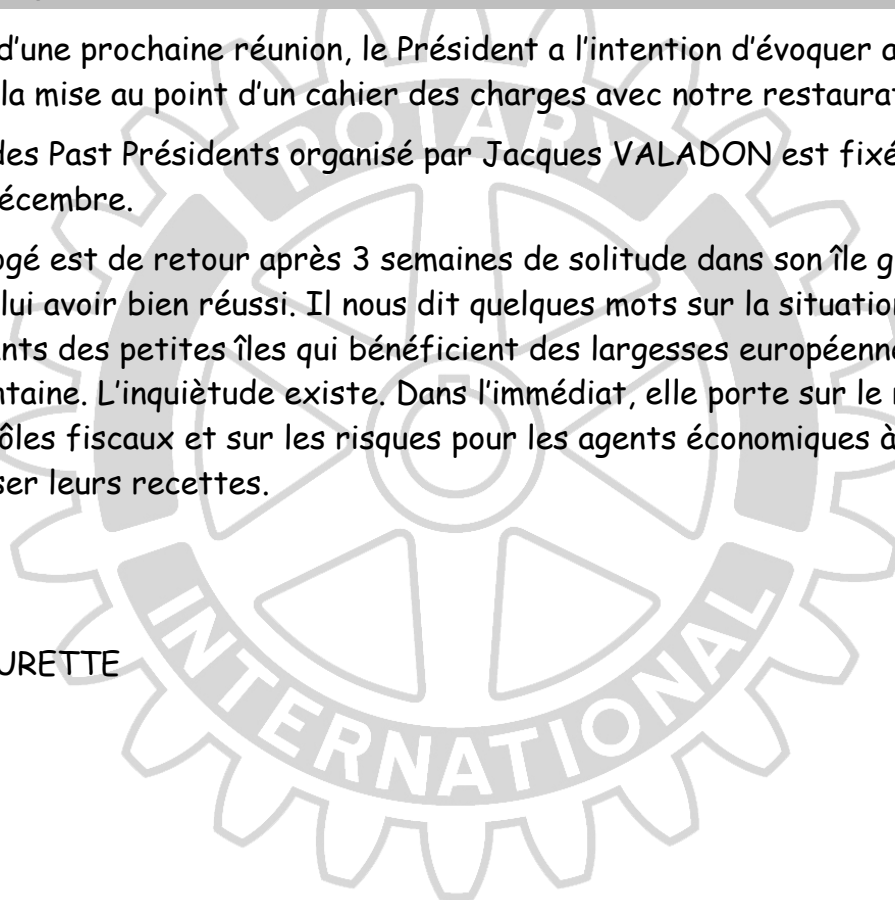 d'une prochaine réunion, le Président a l'intention d'évoquer
la mise au point d'un cahier des charges avec notre
des Past Présidents organisé par Jacques VALADON est fixé
écembre.
ogé est de retour après 3 semaines de solitude dans son île
lui avoir bien réussi. Il nous dit quelques mots sur la situation
nts des petites îles qui bénéficient des largesses
ntaine. L'inquiètude existe. Dans l'immédiat, elle porte sur le
ôles fiscaux et sur les risques pour les agents économiques à
ser leurs recettes.
URETTE
ROTARY
INTERNATIONAL